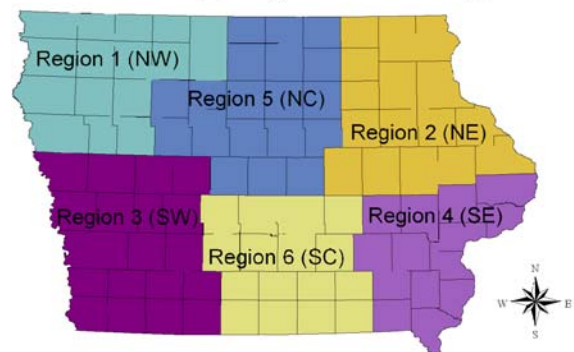 Region 1 (NW)
Region 5 (NC)
Region 2 (NE)
Region 3 (SW)
Region 4 (SE)
Region 6 (SC)
N
W E
S